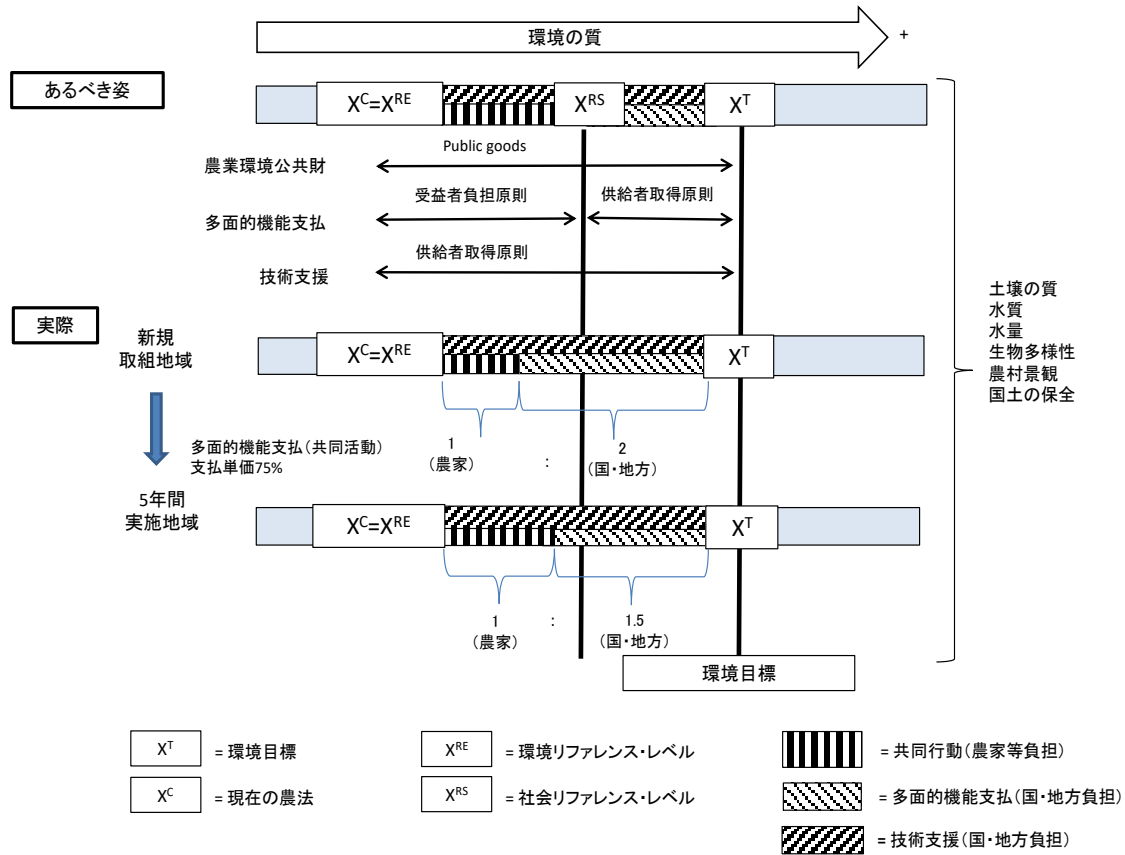 環境の質
+
あるべき姿
X^C=X^RE
X^RS
X^T
Public goods
農業環境公共財
受益者負担原則
供給者取得原則
多面的機能支払
供給者取得原則
技術支援
実際
新規
取組地域
X^C=X^RE
X^T
1
(農家)
:
2
(国・地方)
多面的機能支払(共同活動)
支払単価75%
5年間
実施地域
X^C=X^RE
X^T
1
(農家)
:
1.5
(国・地方)
環境目標
土壌の質
水質
水量
生物多様性
農村景観
国土の保全
X^T = 環境目標
X^RE = 環境リファレンス・レベル
= 共同行動(農家等負担)
X^C = 現在の農法
X^RS = 社会リファレンス・レベル
= 多面的機能支払(国・地方負担)
= 技術支援(国・地方負担)